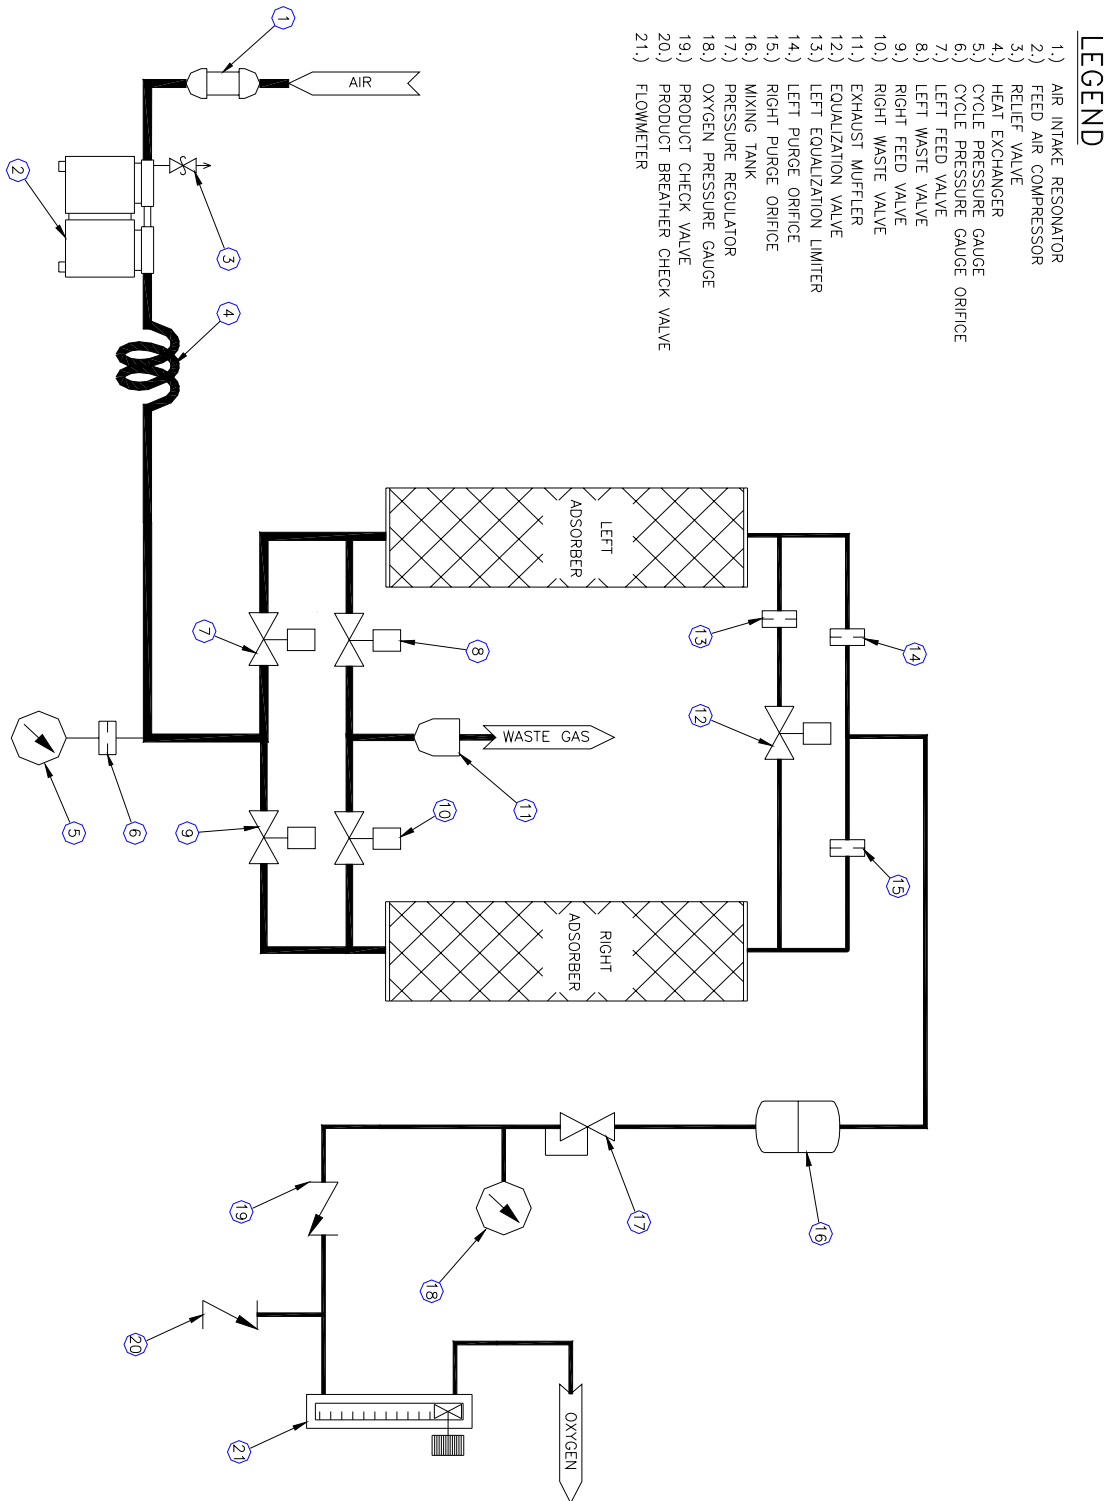 LEGEND
1.) AIR INTAKE RESONATOR
2.) FEED AIR COMPRESSOR
3.) RELIEF VALVE
4.) HEAT EXCHANGER
5.) CYCLE PRESSURE GAUGE
6.) CYCLE PRESSURE GAUGE ORIFICE
7.) LEFT FEED VALVE
8.) LEFT WASTE VALVE
9.) RIGHT FEED VALVE
10.) RIGHT WASTE VALVE
11.) EXHAUST MUFFLER
12.) EQUALIZATION VALVE
13.) LEFT EQUALIZATION LIMITER
14.) LEFT PURGE ORIFICE
15.) RIGHT PURGE ORIFICE
16.) MIXING TANK
17.) PRESSURE REGULATOR
18.) OXYGEN PRESSURE GAUGE
19.) PRODUCT CHECK VALVE
20.) PRODUCT BREATHER CHECK VALVE
21.) FLOWMETER
1
AIR
2
3
4
LEFT
ADSORBER
7
8
13
14
12
WASTE GAS
5
6
9
10
11
15
RIGHT
ADSORBER
16
17
18
19
20
21
OXYGEN